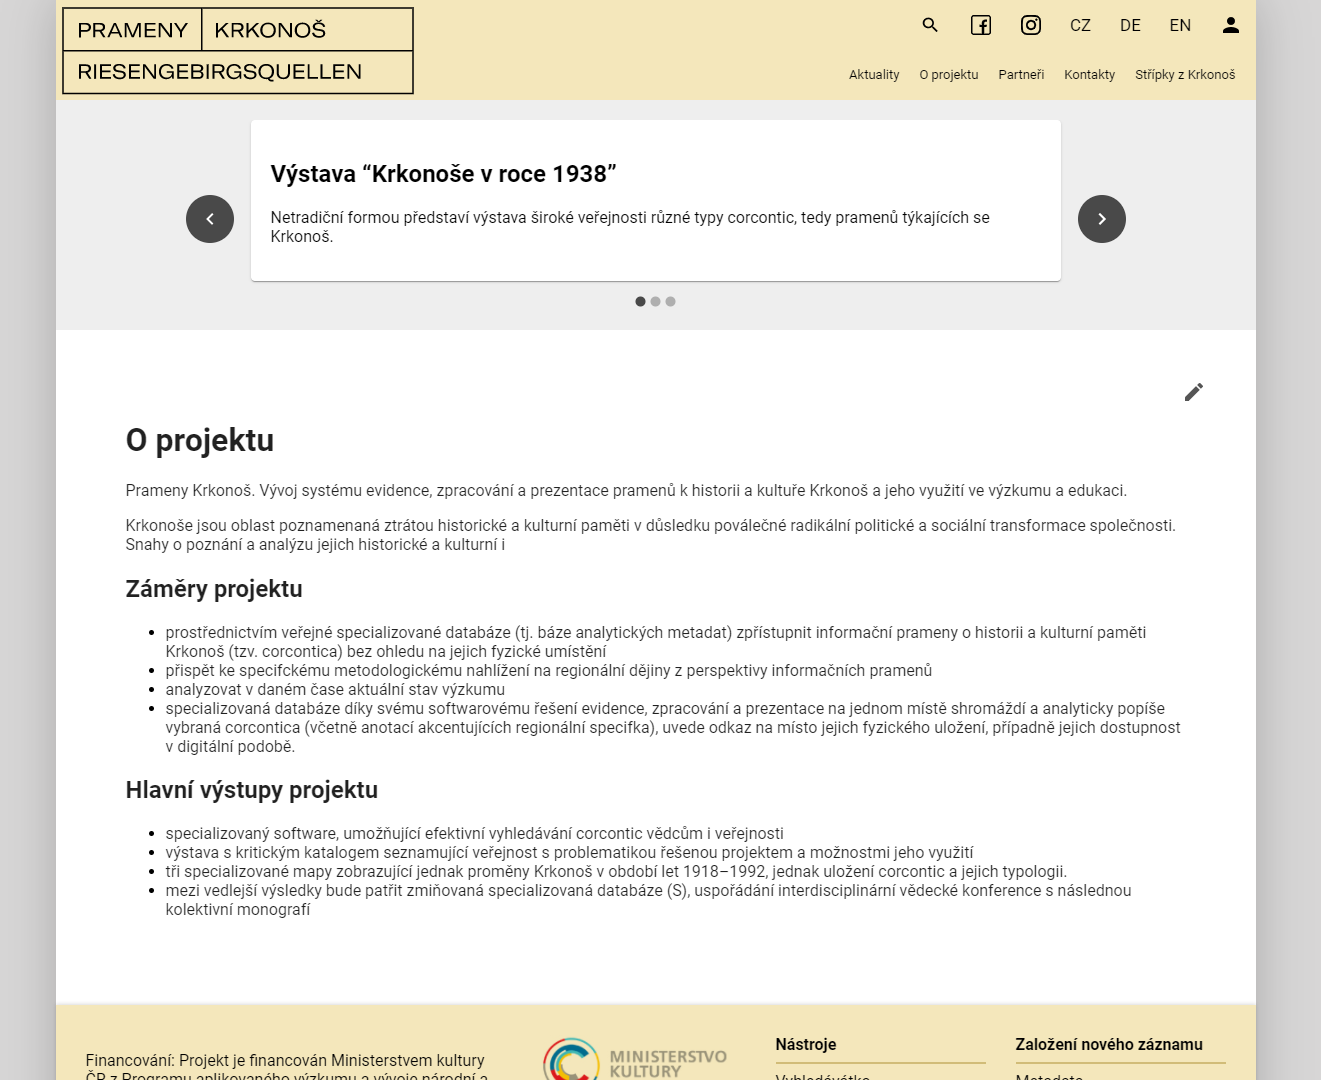 PRAMENY KRKONOŠ
RIESENGEBIRGSQUELLEN
CZ DE EN
Aktuality O projektu Partneři Kontakty Střípky z Krkonoš
Výstava “Krkonoše v roce 1938”
Netradiční formou představí výstava široké veřejnosti různé typy corcontic, tedy pramenů týkajících se
Krkonoš.
O projektu
Prameny Krkonoš. Vývoj systému evidence, zpracování a prezentace pramenů k historii a kultuře Krkonoš a jeho využití ve výzkumu a edukaci.
Krkonoše jsou oblast poznamenaná ztrátou historické a kulturní paměti v důsledku poválečné radikální politické a sociální transformace společnosti.
Snahy o poznání a analýzu jejich historické a kulturní i
Záměry projektu
prostřednictvím veřejné specializované databáze (tj. báze analytických metadat) zpřístupnit informační prameny o historii a kulturní paměti
Krkonoš (tzv. corcontica) bez ohledu na jejich fyzické umístění
přispět ke specifckému metodologickému nahlížení na regionální dějiny z perspektivy informačních pramenů
analyzovat v daném čase aktuální stav výzkumu
specializovaná databáze díky svému softwarovému řešení evidence, zpracování a prezentace na jednom místě shromáždí a analyticky popíše
vybraná corcontica (včetně anotací akcentujících regionální specifka), uvede odkaz na místo jejich fyzického uložení, případně jejich dostupnost
v digitální podobě.
Hlavní výstupy projektu
specializovaný software, umožňující efektivní vyhledávání corcontic vědcům i veřejnosti
výstava s kritickým katalogem seznamující veřejnost s problematikou řešenou projektem a možnostmi jeho využití
tři specializované mapy zobrazující jednak proměny Krkonoš v období let 1918–1992, jednak uložení corcontic a jejich typologii.
mezi vedlejší výsledky bude patřit zmiňovaná specializovaná databáze (S), uspořádání interdisciplinární vědecké konference s následnou
kolektivní monografí
Financování: Projekt je financován Ministerstvem kultury
ČR z Programu aplikovaného výzkumu a vývoje národní a
MINISTERSTVO
KULTURY
Nástroje
Vyhledávátko
Založení nového záznamu
Metadata